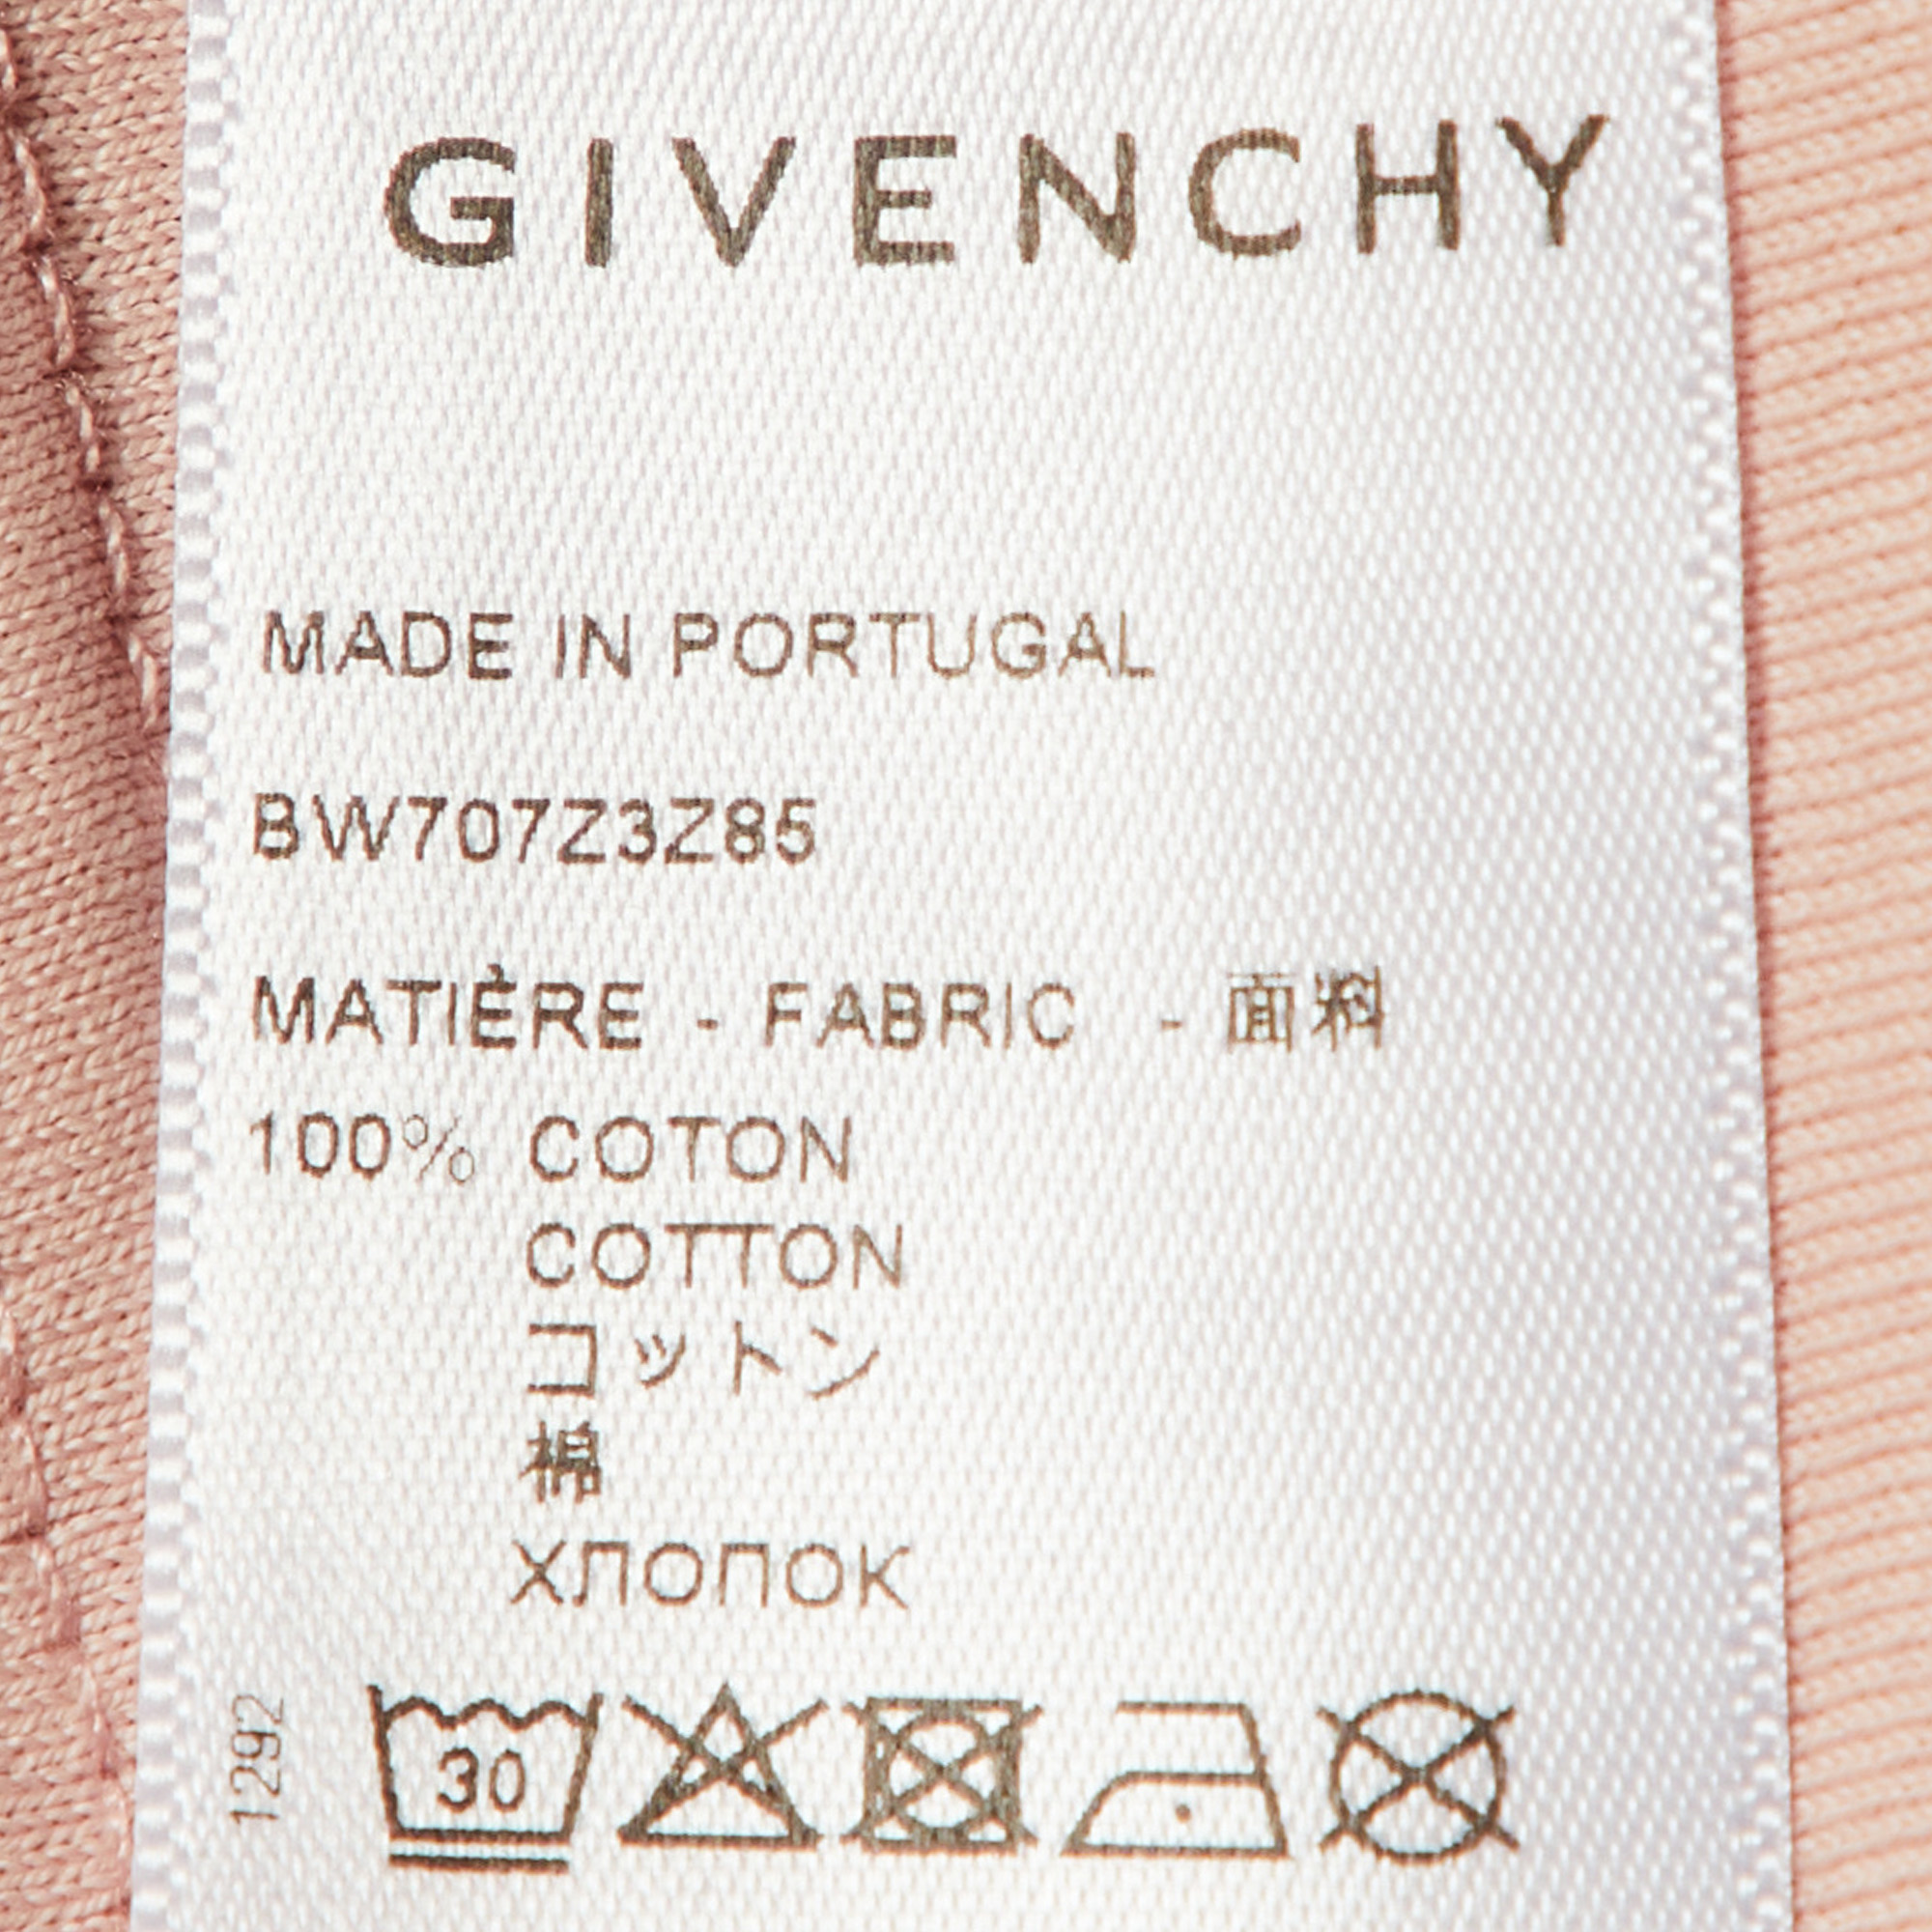 GIVENCHY
MADE IN PORTUGAL
BW707Z3Z85
MATIÈRE - FABRIC - 面料
100% COTON
COTTON
コットン
棉
ХЛОПОК
1292
30